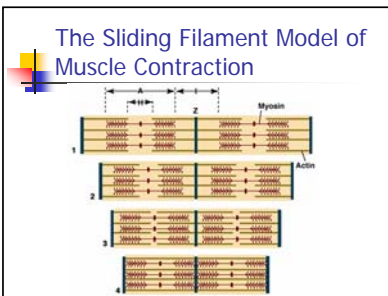 The Sliding Filament Model of
Muscle Contraction
A
I
H
Z
Myosin
1
Actin
2
3
4